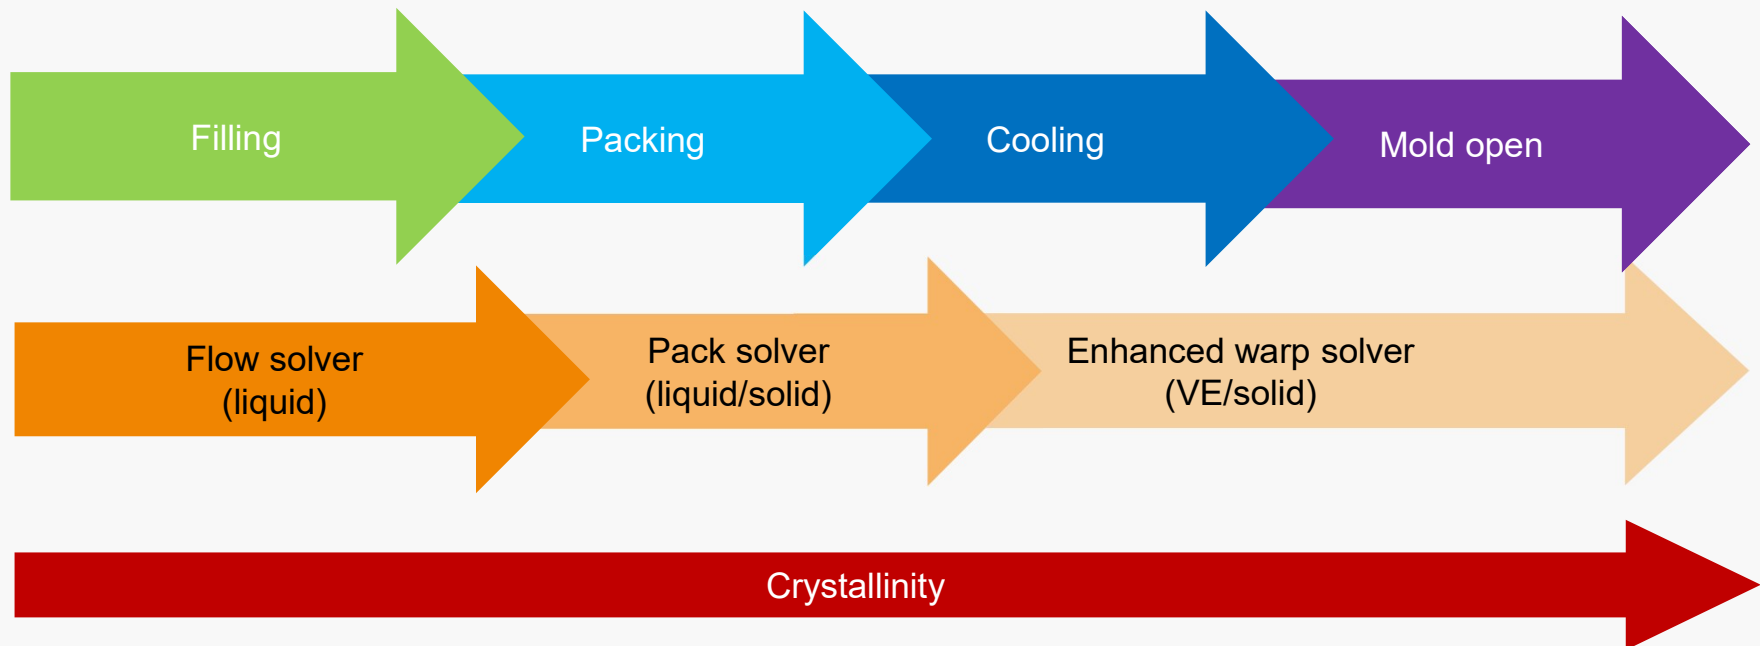 Filling
Packing
Cooling
Mold open
Flow solver
(liquid)
Pack solver
(liquid/solid)
Enhanced warp solver
(VE/solid)
Crystallinity